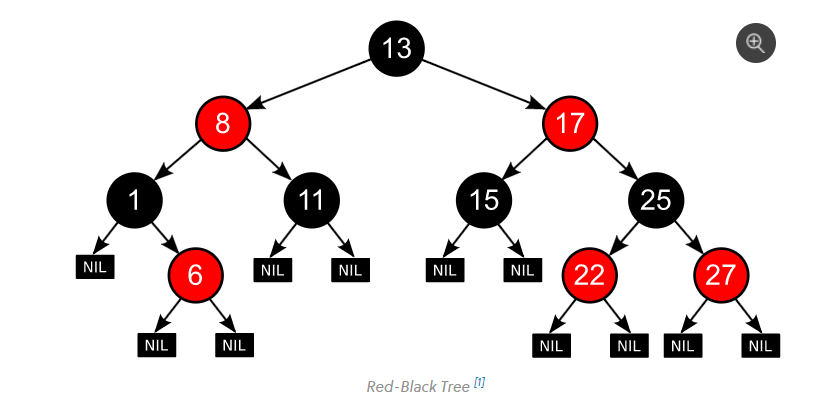 13
8 17
1 11 15 25
NIL 6 NIL NIL NIL NIL 22 27
NIL NIL NIL NIL NIL NIL
Red-Black Tree [1]